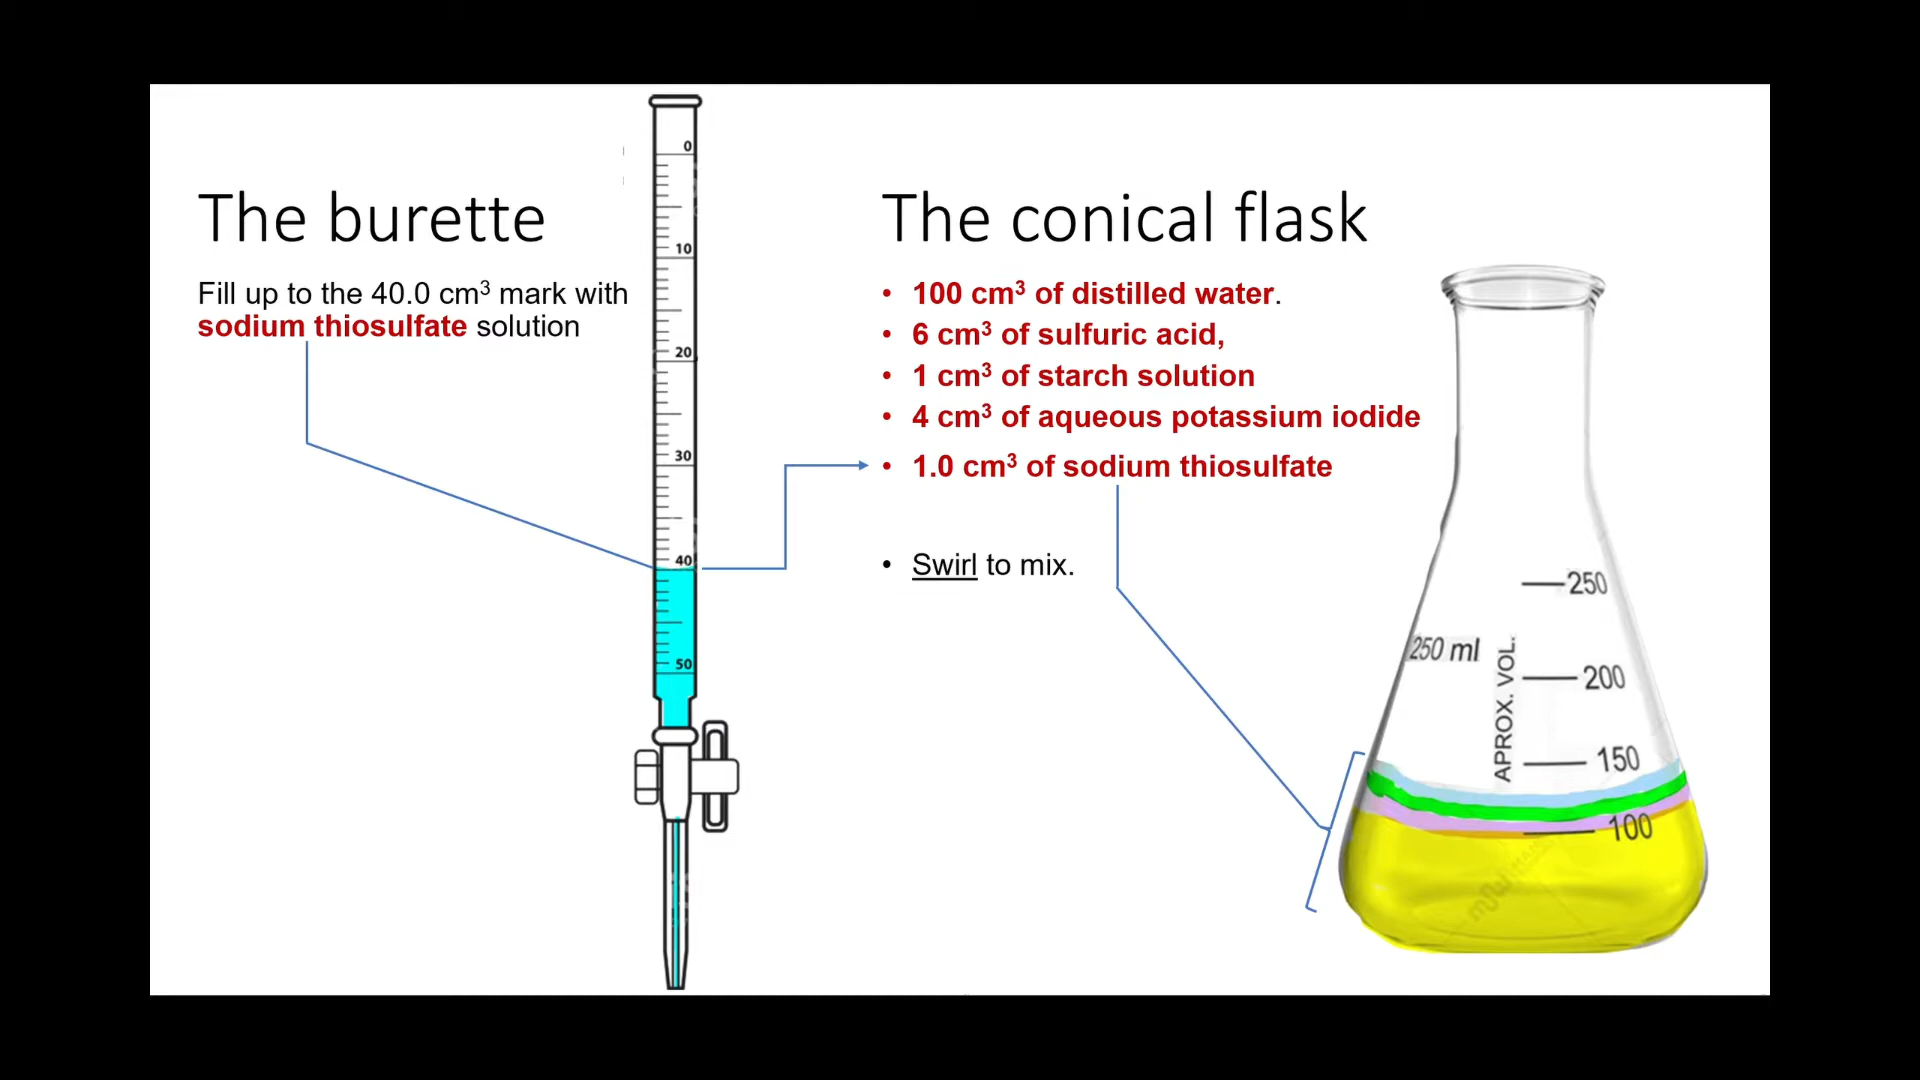 The burette
Fill up to the 40.0 cm³ mark with
sodium thiosulfate solution
0
10
20
30
40
50
The conical flask
• 100 cm³ of distilled water.
• 6 cm³ of sulfuric acid,
• 1 cm³ of starch solution
• 4 cm³ of aqueous potassium iodide
• 1.0 cm³ of sodium thiosulfate
• Swirl to mix.
250
250 ml
APROX. VOL.
200
150
100